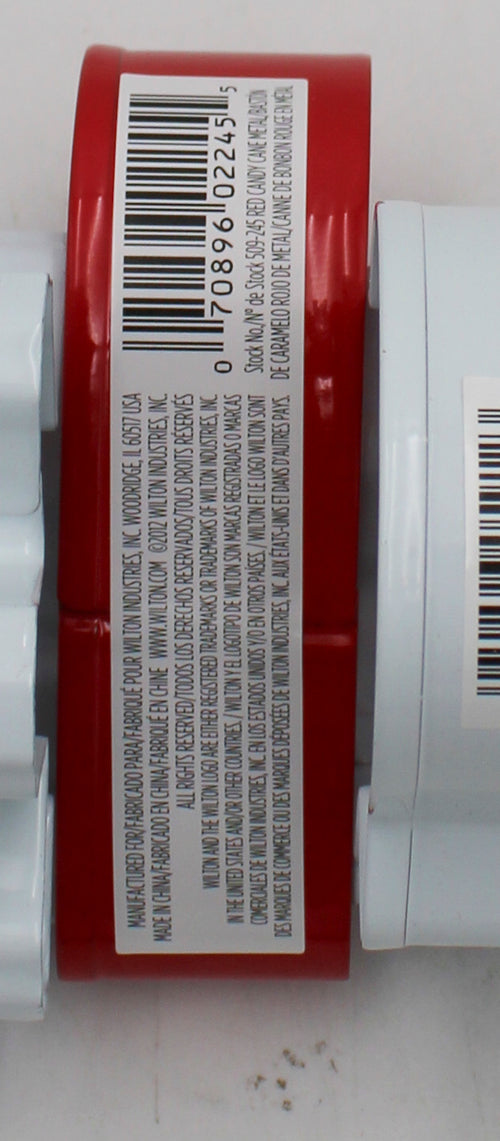 0 70896 02245 5
Stock No./Nº de Stock 509-245 RED CANDY CANE METAL/BASTÓN
DE CARAMELO ROJO DE METAL/CANNE DE BONBON ROUGE EN MÉTAL
MANUFACTURED FOR/FABRICADO PARA/FABRIQUÉ POUR WILTON INDUSTRIES, INC. WOODRIDGE, IL 60517 USA
MADE IN CHINA/FABRICADO EN CHINA/FABRIQUÉ EN CHINE WWW.WILTON.COM ©2012 WILTON INDUSTRIES, INC.
ALL RIGHTS RESERVED/TODOS LOS DERECHOS RESERVADOS/TOUS DROITS RÉSERVÉS
WILTON AND THE WILTON LOGO ARE EITHER REGISTERED TRADEMARKS OR TRADEMARKS OF WILTON INDUSTRIES, INC.
IN THE UNITED STATES AND/OR OTHER COUNTRIES. / WILTON Y EL LOGOTIPO DE WILTON SON MARCAS REGISTRADAS O MARCAS
COMERCIALES DE WILTON INDUSTRIES, INC. EN LOS ESTADOS UNIDOS Y/O EN OTROS PAÍSES. / WILTON ET LE LOGO WILTON SONT
DES MARQUES DE COMMERCE OU DES MARQUES DÉPOSÉES DE WILTON INDUSTRIES, INC. AUX ÉTATS-UNIS ET DANS D'AUTRES PAYS.